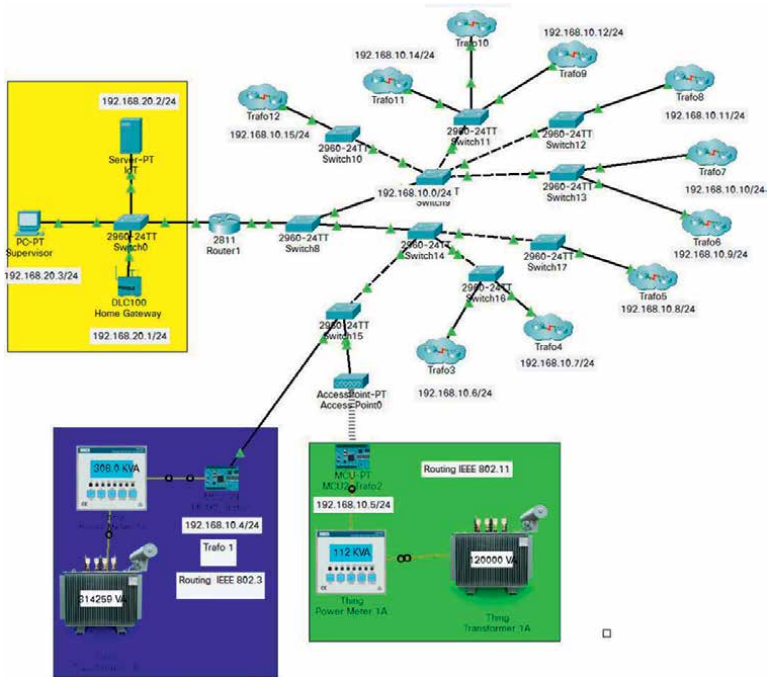 Trafo10
192.168.10.12/24
192.168.10.14/24
Trafo9
Trafo11
Trafo8
Trafo12
192.168.20.2/24
2960-24TT
Switch11
2960-24TT
Switch12
192.168.10.11/24
192.168.10.15/24
2960-24TT
Switch10
Server-PT
IoT
Trafo7
2960-24TT
Switch13
192.168.10.0/24
192.168.10.10/24
Switch9
PC-PT
Supervisor
2960-24TT
Switch0
2811
Router1
2960-24TT
Switch8
2960-24TT
Switch14
Trafo6
192.168.10.9/24
2960-24TT
Switch17
192.168.20.3/24
Trafo5
192.168.10.8/24
DLC100
Home Gateway
2960-24TT
Switch16
192.168.20.1/24
2960-24TT
Switch15
Trafo3
Trafo4
192.168.10.7/24
192.168.10.6/24
AccessPoint-PT
Access Point0
308.0 KVA
MCU-PT
MCU2 Trafo2
Routing IEEE 802.11
192.168.10.5/24
192.168.10.4/24
Trafo 1
Routing IEEE 802.3
112 KVA
120000 VA
314259 VA
Thing
Power Meter 1A
Thing
Transformer 1A